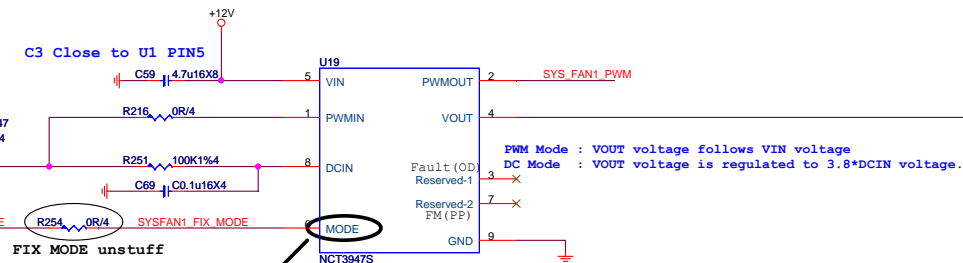 +12V
C3 Close to U1 PIN5
U19
C59 4.7u16X8
5 VIN PWMOUT 2 SYS_FAN1_PWM
47
4
R216 0R/4
1 PWMIN VOUT 4
R251 100K1%4
8 DCIN
PWM Mode : VOUT voltage follows VIN voltage
DC Mode : VOUT voltage is regulated to 3.8*DCIN voltage.
Fault(OD)
Reserved-1 3
C69 C0.1u16X4
Reserved-2 7
FM(PP)
E R254 0R/4 SYSFAN1_FIX_MODE
MODE
GND 9
FIX MODE unstuff
NCT3947S